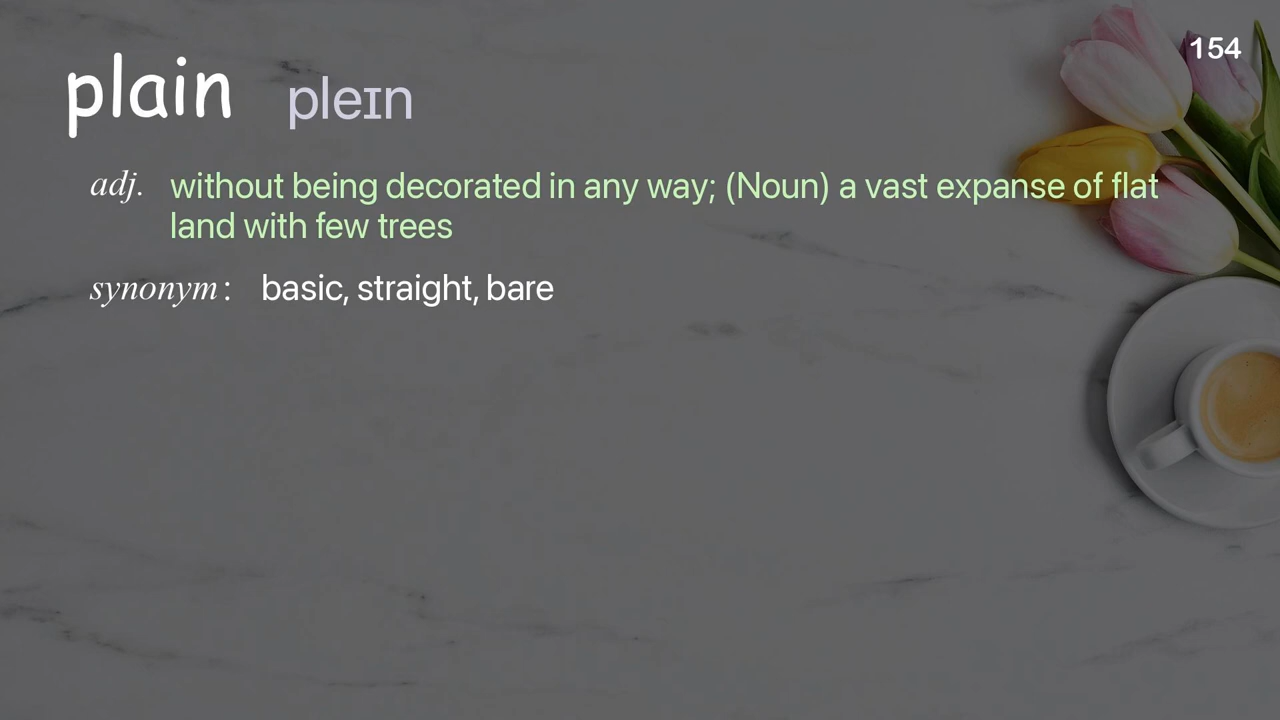 154
plain pleɪn
adj. without being decorated in any way; (Noun) a vast expanse of flat
land with few trees
synonym: basic, straight, bare